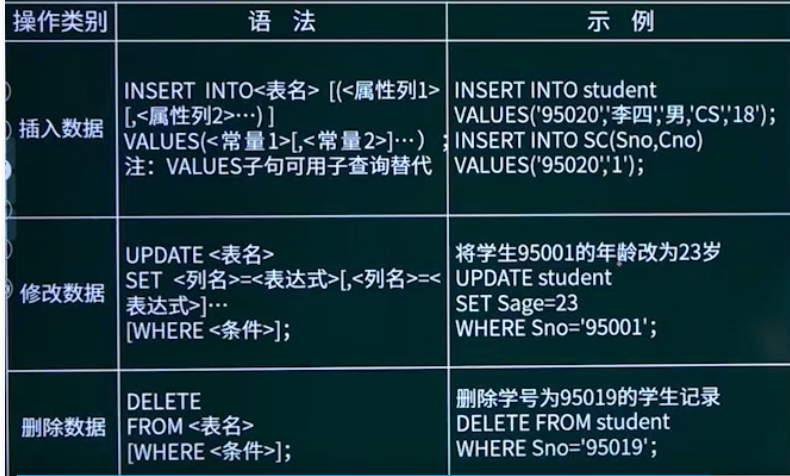 操作类别 语 法 示 例
插入数据
INSERT INTO<表名> [(<属性列1>
[,<属性列2>…) ]
VALUES(<常量1>[,<常量2>]…） ;
注：VALUES子句可用子查询替代
INSERT INTO student
VALUES('95020','李四','男,'CS','18')；
INSERT INTO SC(Sno,Cno)
VALUES('95020','1')；
修改数据
UPDATE <表名>
SET <列名>=<表达式>[,<列名>=<
表达式>]…
[WHERE <条件>]；
将学生95001的年龄改为23岁
UPDATE student
SET Sage=23
WHERE Sno='95001'；
删除数据
DELETE
FROM <表名>
[WHERE <条件>]；
删除学号为95019的学生记录
DELETE FROM student
WHERE Sno='95019'；